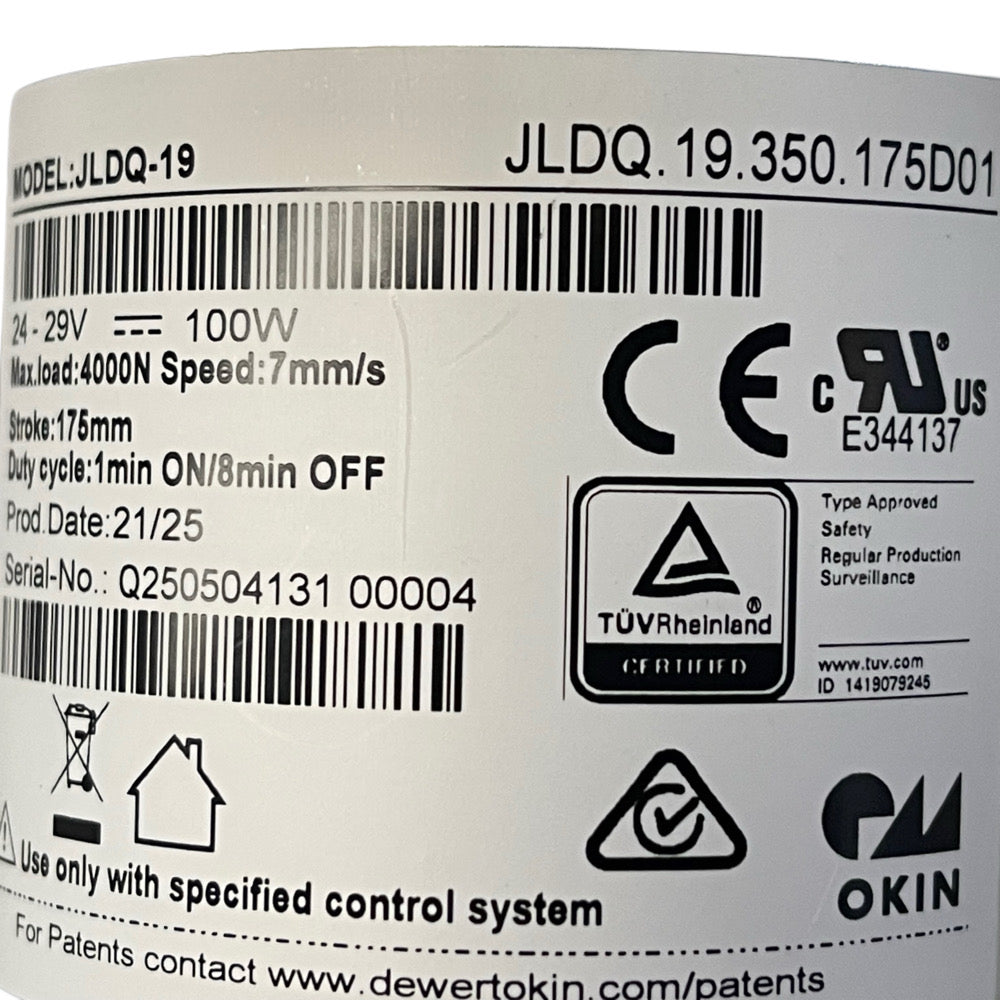 MODEL:JLDQ-19 JLDQ.19.350.175D01
24-29V 100W
Max.load:4000N Speed:7mm/s
Stroke:175mm
Duty cycle:1min ON/8min OFF
Prod.Date:21/25
Serial-No.: Q250504131 00004
CE
C RU ® US
E344137
TÜVRheinland ®
CERTIFIED
Type Approved
Safety
Regular Production
Surveillance
www.tuv.com
ID 1419079245
OKIN
Use only with specified control system
For Patents contact www.dewertokin.com/patents